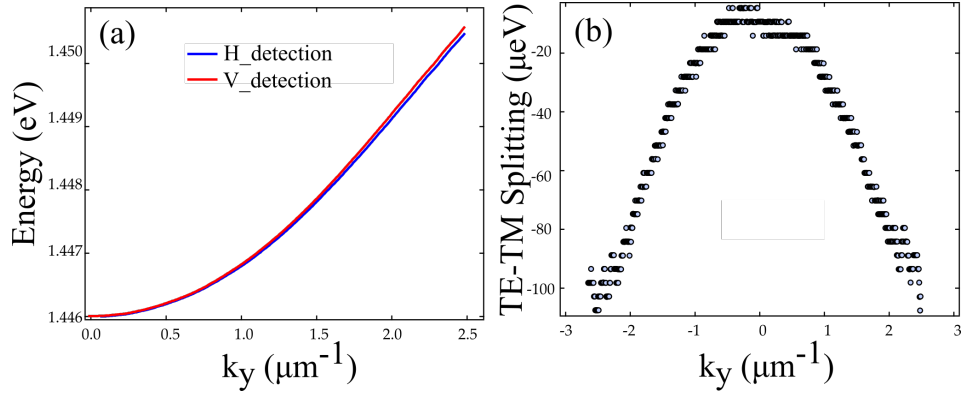 (a)
H_detection
V_detection
Energy (eV)
1.450
1.449
1.448
1.447
1.446
0.0 0.5 1.0 1.5 2.0 2.5
k_y (μm⁻¹)
(b)
TE-TM Splitting (μeV)
-20
-40
-60
-80
-100
-3 -2 -1 0 1 2 3
k_y (μm⁻¹)